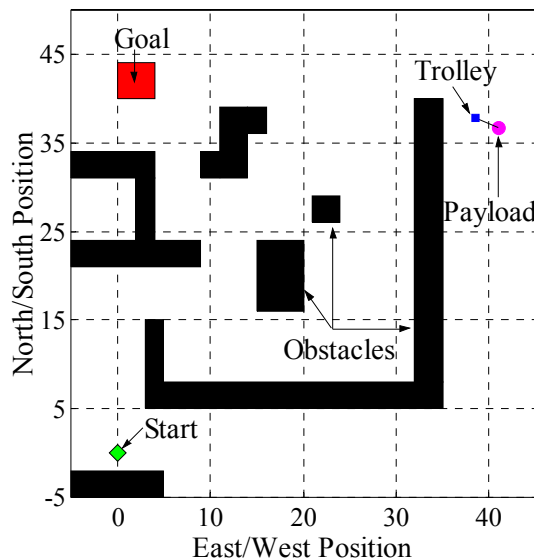 Goal
Trolley
Payload
Obstacles
Start
North/South Position
45
35
25
15
5
-5
0
10
20
30
40
East/West Position